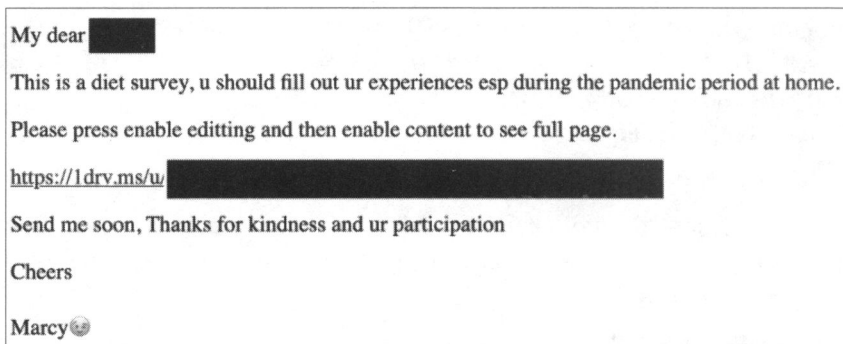 My dear
This is a diet survey, u should fill out ur experiences esp during the pandemic period at home.
Please press enable editting and then enable content to see full page.
https://1drv.ms/u/
Send me soon, Thanks for kindness and ur participation
Cheers
Marcy😉